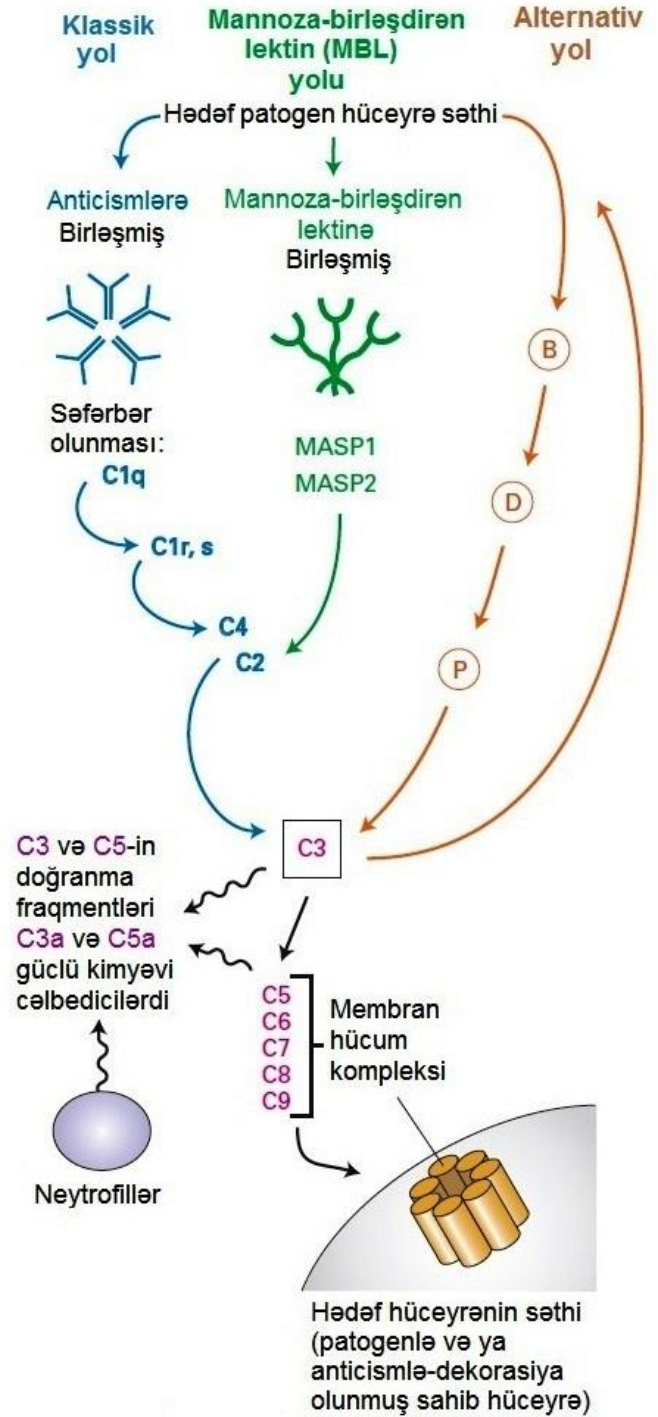 Klassik
yol
Mannoza-birləşdirən
lektin (MBL)
yolu
Alternativ
yol
Hədəf patogen hüceyrə səthi
Anticismlərə
Birləşmiş
Mannoza-birləşdirən
lektinə
Birləşmiş
Səfərbər
olunması:
C1q
C1r, s
C4
C2
MASP1
MASP2
B
D
P
C3
C3 və C5-in
doğranma
fraqmentləri
C3a və C5a
güclü kimyəvi
cəlbedicilərdi
Neytrofillər
C5
C6
C7
C8
C9
Membran
hücum
kompleksi
Hədəf hüceyrənin səthi
(patogenlə və ya
anticismlə-dekorasiya
olunmuş sahib hüceyrə)